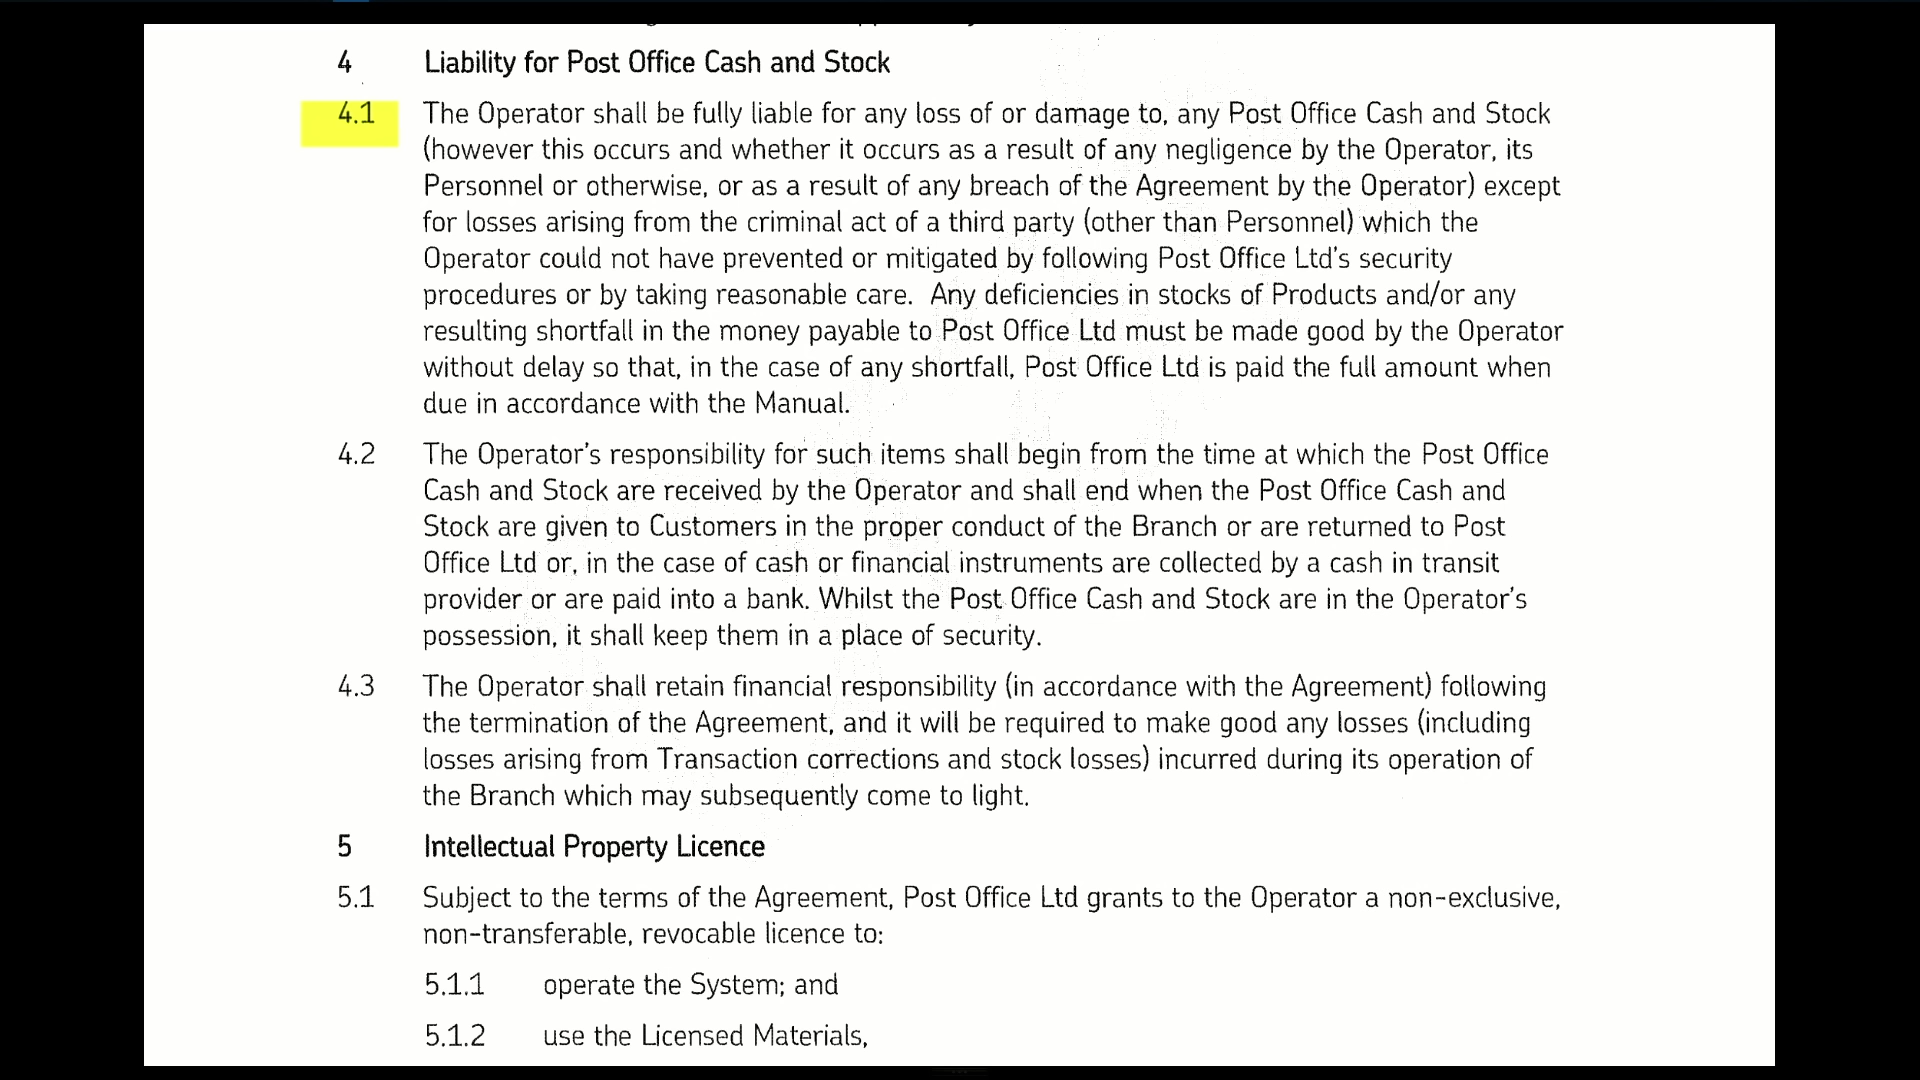 4 Liability for Post Office Cash and Stock
4.1 The Operator shall be fully liable for any loss of or damage to, any Post Office Cash and Stock
(however this occurs and whether it occurs as a result of any negligence by the Operator, its
Personnel or otherwise, or as a result of any breach of the Agreement by the Operator) except
for losses arising from the criminal act of a third party (other than Personnel) which the
Operator could not have prevented or mitigated by following Post Office Ltd's security
procedures or by taking reasonable care. Any deficiencies in stocks of Products and/or any
resulting shortfall in the money payable to Post Office Ltd must be made good by the Operator
without delay so that, in the case of any shortfall, Post Office Ltd is paid the full amount when
due in accordance with the Manual.
4.2 The Operator's responsibility for such items shall begin from the time at which the Post Office
Cash and Stock are received by the Operator and shall end when the Post Office Cash and
Stock are given to Customers in the proper conduct of the Branch or are returned to Post
Office Ltd or, in the case of cash or financial instruments are collected by a cash in transit
provider or are paid into a bank. Whilst the Post Office Cash and Stock are in the Operator's
possession, it shall keep them in a place of security.
4.3 The Operator shall retain financial responsibility (in accordance with the Agreement) following
the termination of the Agreement, and it will be required to make good any losses (including
losses arising from Transaction corrections and stock losses) incurred during its operation of
the Branch which may subsequently come to light.
5 Intellectual Property Licence
5.1 Subject to the terms of the Agreement, Post Office Ltd grants to the Operator a non-exclusive,
non-transferable, revocable licence to:
5.1.1 operate the System; and
5.1.2 use the Licensed Materials,